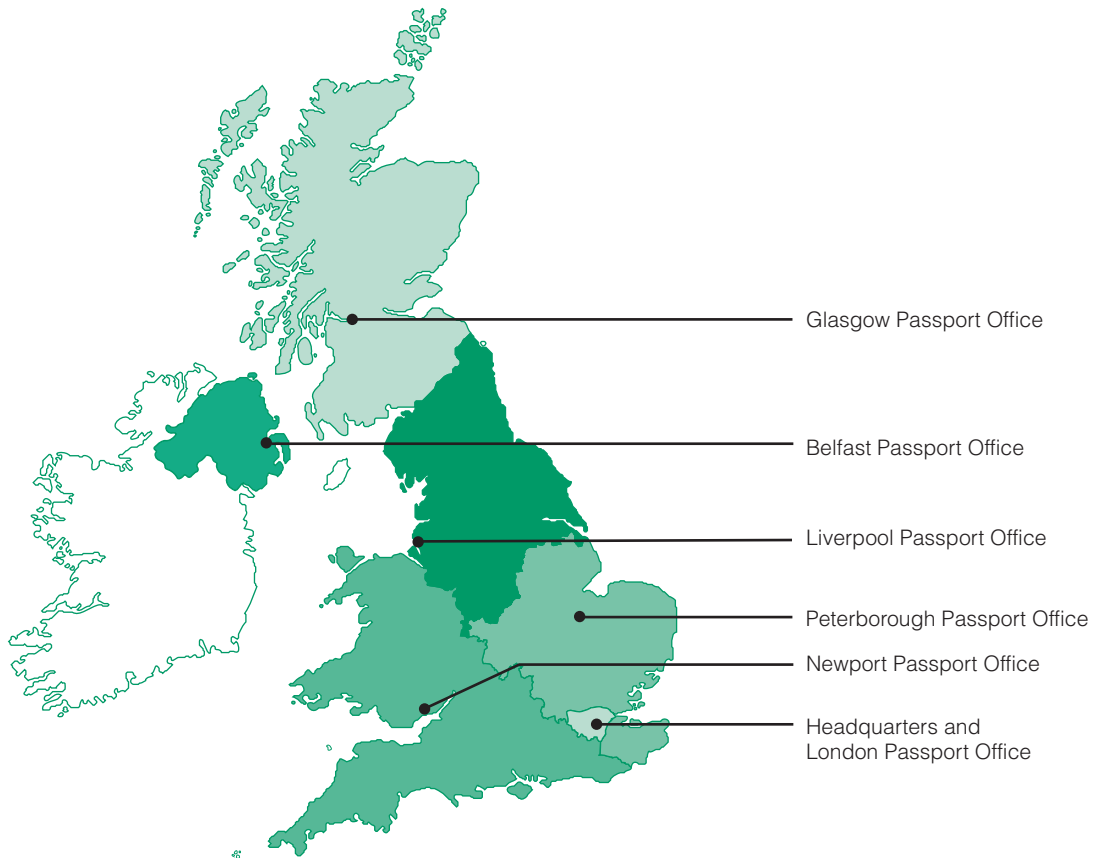 Glasgow Passport Office
Belfast Passport Office
Liverpool Passport Office
Peterborough Passport Office
Newport Passport Office
Headquarters and
London Passport Office